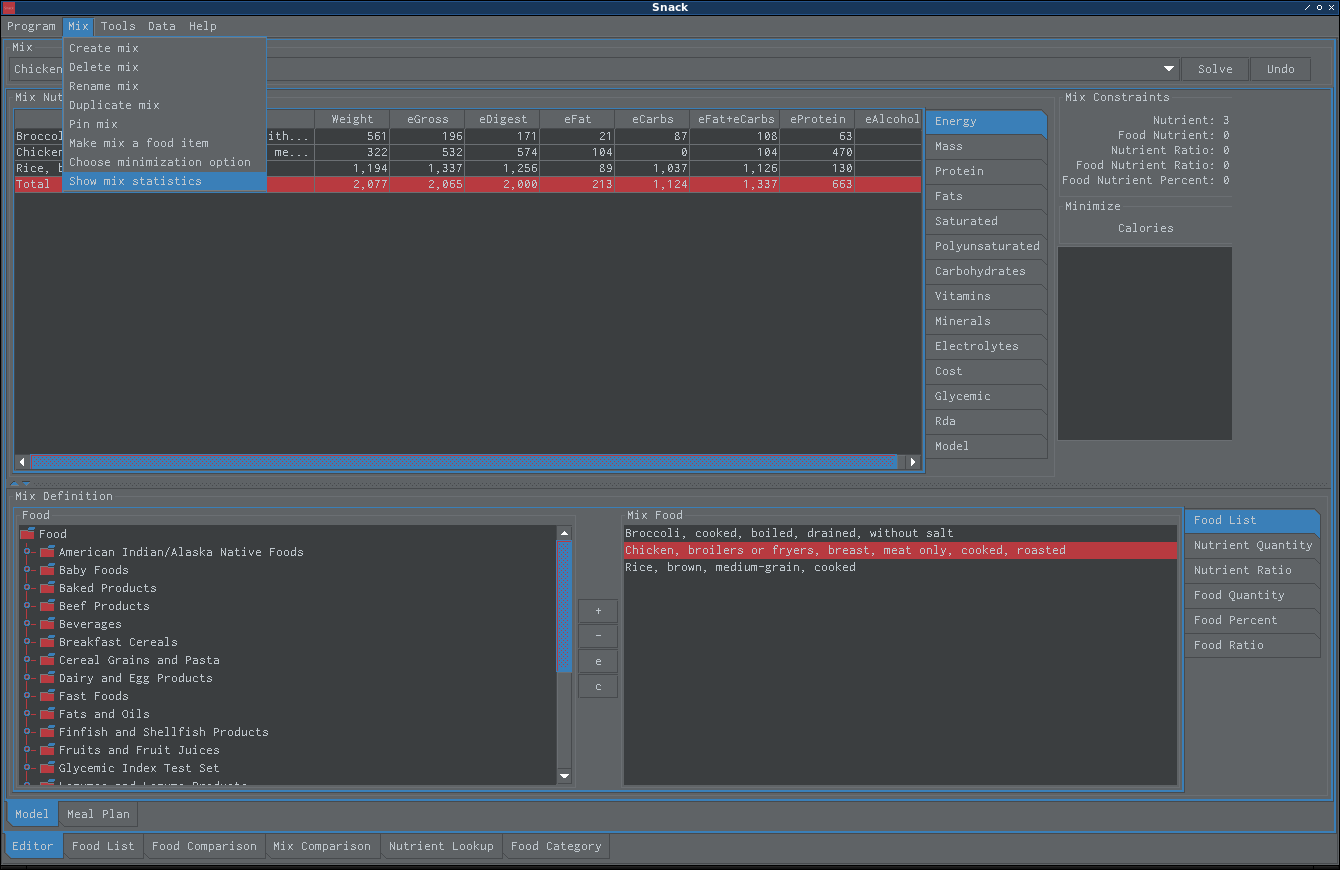 Snack
Program Mix Tools Data Help
Mix
Create mix
Delete mix
Rename mix
Duplicate mix
Pin mix
Make mix a food item
Choose minimization option
Show mix statistics
Chicken Solve Undo
Mix Nut
Weight eGross eDigest eFat eCarbs eFat+eCarbs eProtein eAlcohol
Broccol ith... 561 196 171 21 87 108 63
Chicken me... 322 532 574 104 0 104 470
Rice, b 1,194 1,337 1,256 89 1,037 1,126 130
Total 2,077 2,065 2,000 213 1,124 1,337 663
Energy
Mass
Protein
Fats
Saturated
Polyunsaturated
Carbohydrates
Vitamins
Minerals
Electrolytes
Cost
Glycemic
Rda
Model
Mix Constraints
Nutrient: 3
Food Nutrient: 0
Nutrient Ratio: 0
Food Nutrient Ratio: 0
Food Nutrient Percent: 0
Minimize
Calories
Mix Definition
Food
Food
American Indian/Alaska Native Foods
Baby Foods
Baked Products
Beef Products
Beverages
Breakfast Cereals
Cereal Grains and Pasta
Dairy and Egg Products
Fast Foods
Fats and Oils
Finfish and Shellfish Products
Fruits and Fruit Juices
Glycemic Index Test Set
Legumes and Legume Products
+
-
e
c
Mix Food
Broccoli, cooked, boiled, drained, without salt
Chicken, broilers or fryers, breast, meat only, cooked, roasted
Rice, brown, medium-grain, cooked
Food List
Nutrient Quantity
Nutrient Ratio
Food Quantity
Food Percent
Food Ratio
Model Meal Plan
Editor Food List Food Comparison Mix Comparison Nutrient Lookup Food Category